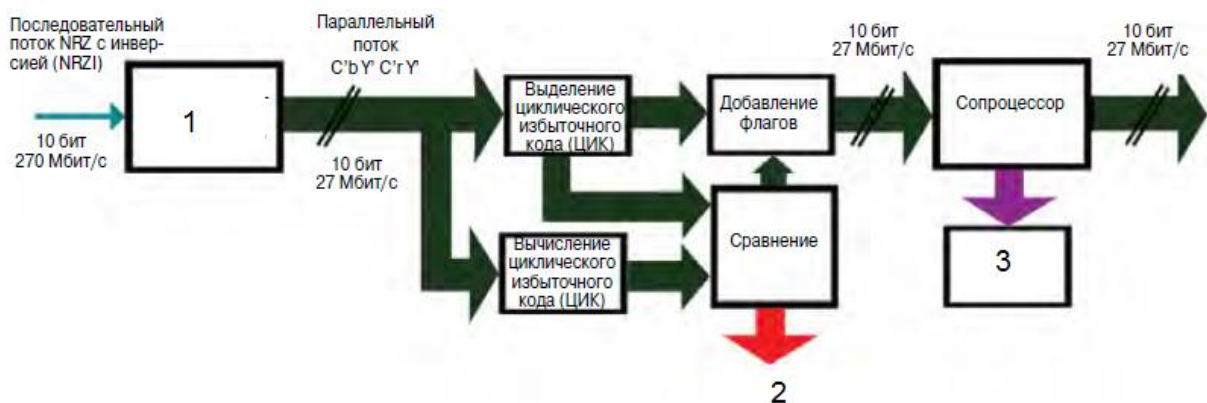 Последовательный
поток NRZ с инвер-
сией (NRZI)
10 бит
270 Мбит/с
1
Параллельный
поток
C'b Y' C'r Y'
10 бит
27 Мбит/с
Выделение
циклического
избыточного
кода (ЦИК)
Вычисление
циклического
избыточного
кода (ЦИК)
Добавление
флагов
Сравнение
2
10 бит
27 Мбит/с
Сопроцессор
3
10 бит
27 Мбит/с